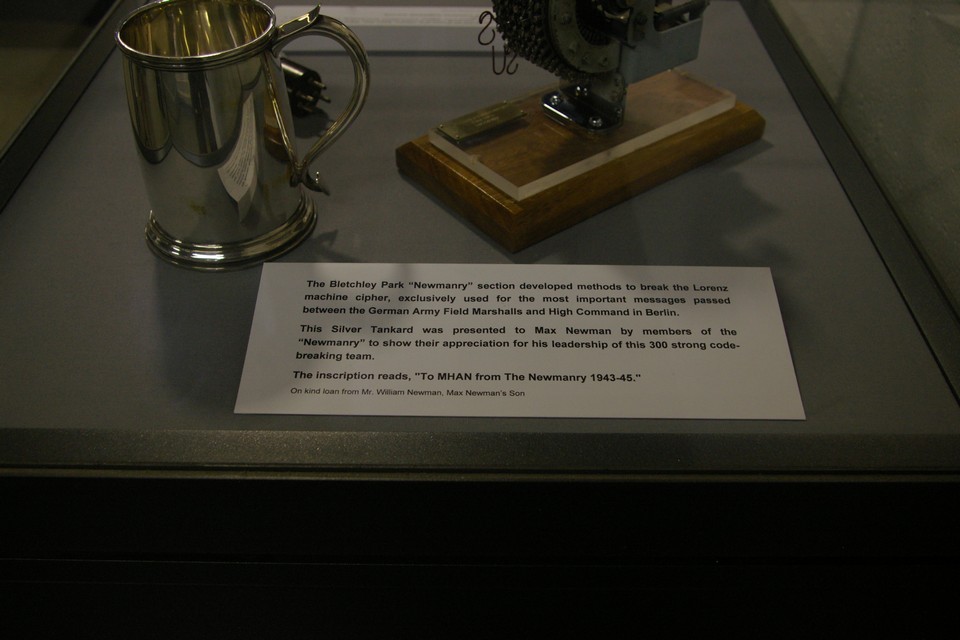 The Bletchley Park “Newmanry” section developed methods to break the Lorenz
machine cipher, exclusively used for the most important messages passed
between the German Army Field Marshalls and High Command in Berlin.
This Silver Tankard was presented to Max Newman by members of the
“Newmanry” to show their appreciation for his leadership of this 300 strong code-
breaking team.
The inscription reads, "To MHAN from The Newmanry 1943-45."
On kind loan from Mr. William Newman, Max Newman's Son